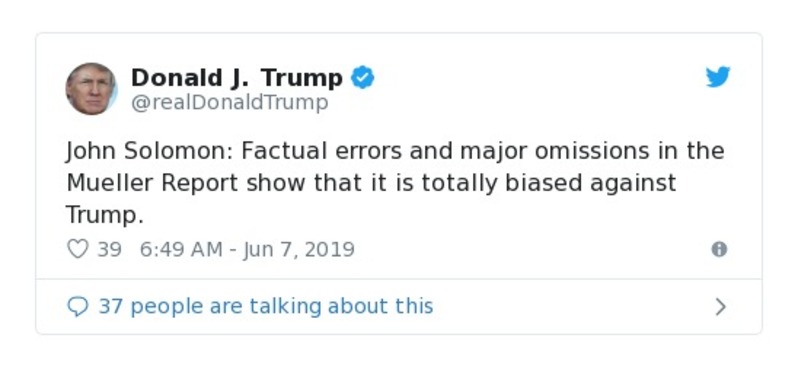 Donald J. Trump
@realDonaldTrump
John Solomon: Factual errors and major omissions in the
Mueller Report show that it is totally biased against
Trump.
39 6:49 AM - Jun 7, 2019
37 people are talking about this